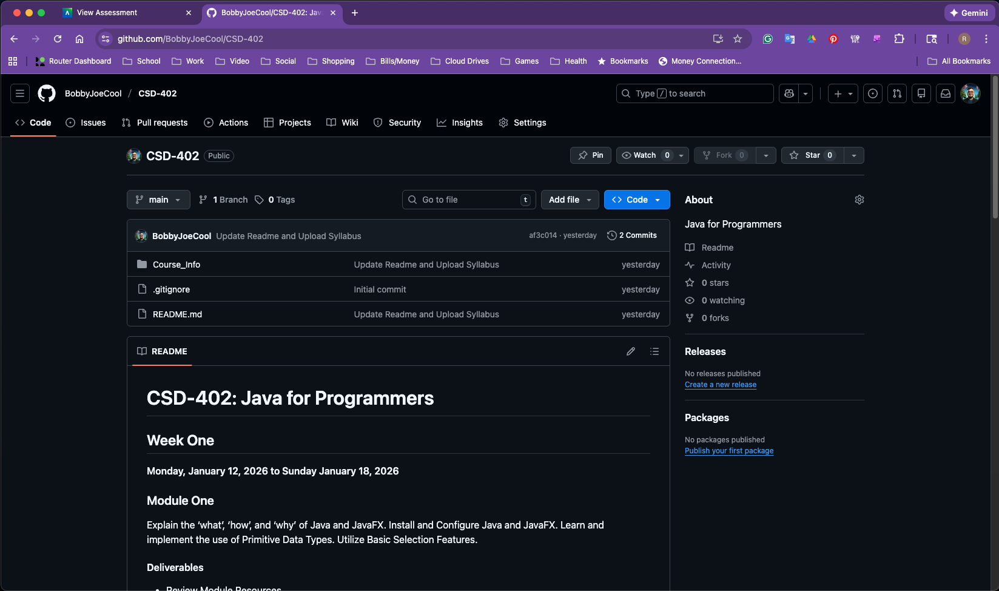 View Assessment
BobbyJoeCool/CSD-402: Jav
Gemini
github.com/BobbyJoeCool/CSD-402
Router Dashboard School Work Video Social Shopping Bills/Money Cloud Drives Games Health Bookmarks Money Connection... All Bookmarks
BobbyJoeCool / CSD-402 Type / to search
Code Issues Pull requests Actions Projects Wiki Security Insights Settings
CSD-402 Public Pin Watch 0 Fork 0 Star 0
main 1 Branch 0 Tags Go to file t Add file Code
BobbyJoeCool Update Readme and Upload Syllabus af3c014 · yesterday 2 Commits
Course_Info Update Readme and Upload Syllabus yesterday
.gitignore Initial commit yesterday
README.md Update Readme and Upload Syllabus yesterday
README
CSD-402: Java for Programmers
Week One
Monday, January 12, 2026 to Sunday January 18, 2026
Module One
Explain the ‘what’, ‘how’, and ‘why’ of Java and JavaFX. Install and Configure Java and JavaFX. Learn and
implement the use of Primitive Data Types. Utilize Basic Selection Features.
Deliverables
• Review Module Resources
About
Java for Programmers
Readme
Activity
0 stars
0 watching
0 forks
Releases
No releases published
Create a new release
Packages
No packages published
Publish your first package